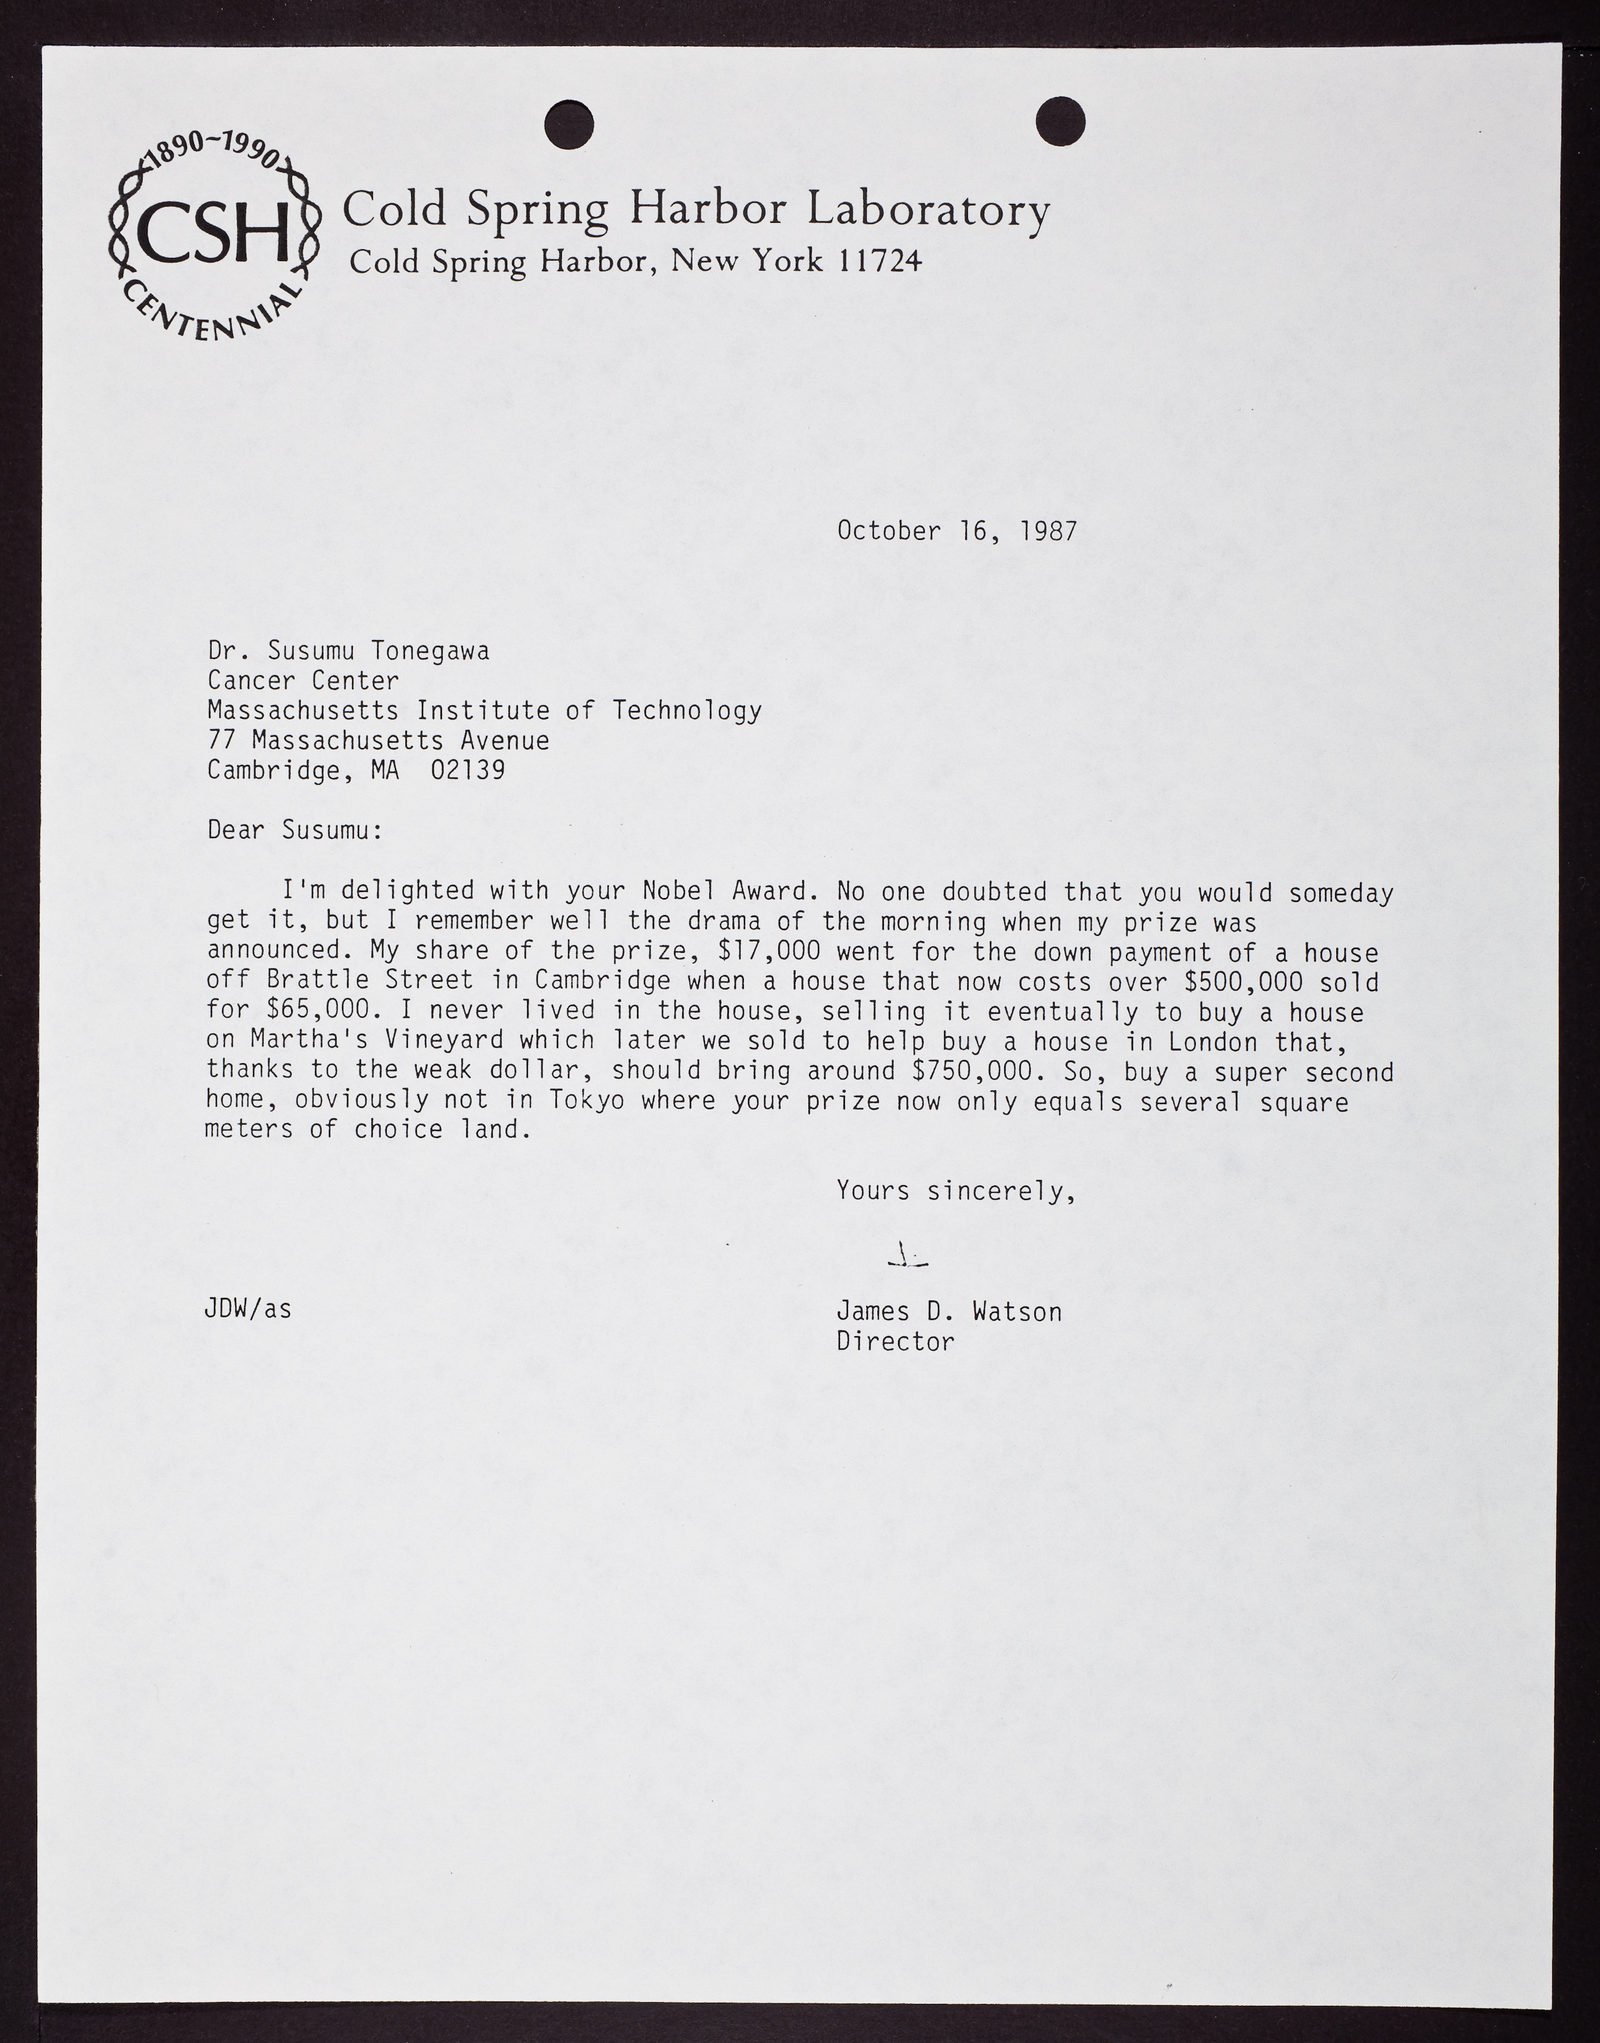 1890~1990
CSH
CENTENNIAL
Cold Spring Harbor Laboratory
Cold Spring Harbor, New York 11724
October 16, 1987
Dr. Susumu Tonegawa
Cancer Center
Massachusetts Institute of Technology
77 Massachusetts Avenue
Cambridge, MA  02139
Dear Susumu:
I'm delighted with your Nobel Award. No one doubted that you would someday
get it, but I remember well the drama of the morning when my prize was
announced. My share of the prize, $17,000 went for the down payment of a house
off Brattle Street in Cambridge when a house that now costs over $500,000 sold
for $65,000. I never lived in the house, selling it eventually to buy a house
on Martha's Vineyard which later we sold to help buy a house in London that,
thanks to the weak dollar, should bring around $750,000. So, buy a super second
home, obviously not in Tokyo where your prize now only equals several square
meters of choice land.
Yours sincerely,
JDW/as
James D. Watson
Director